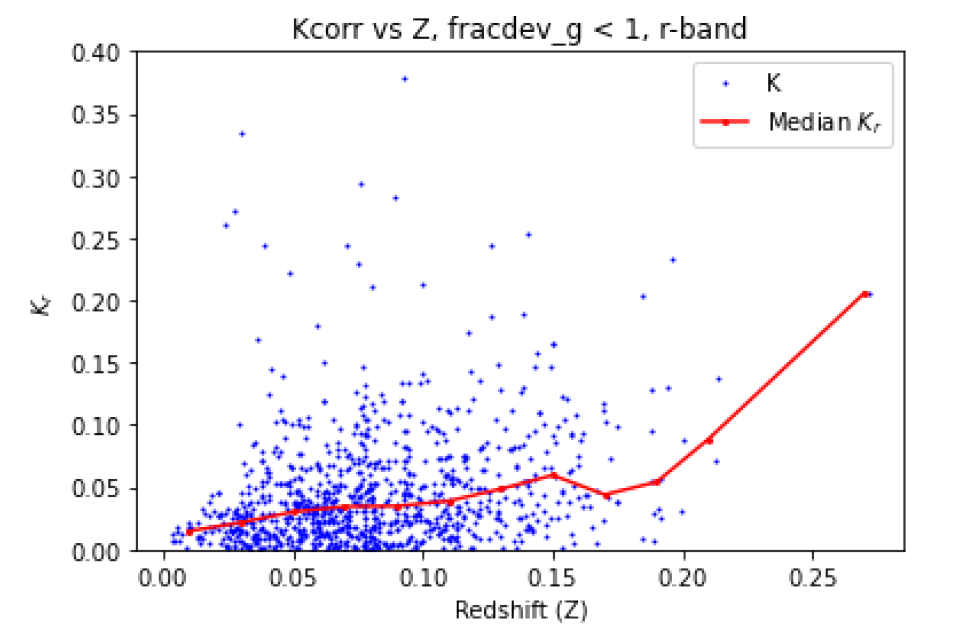 Kcorr vs Z, fracdev_g < 1, r-band
0.40
0.35
0.30
0.25
0.20
0.15
0.10
0.05
0.00
K_r
K
Median K_r
0.00 0.05 0.10 0.15 0.20 0.25
Redshift (Z)